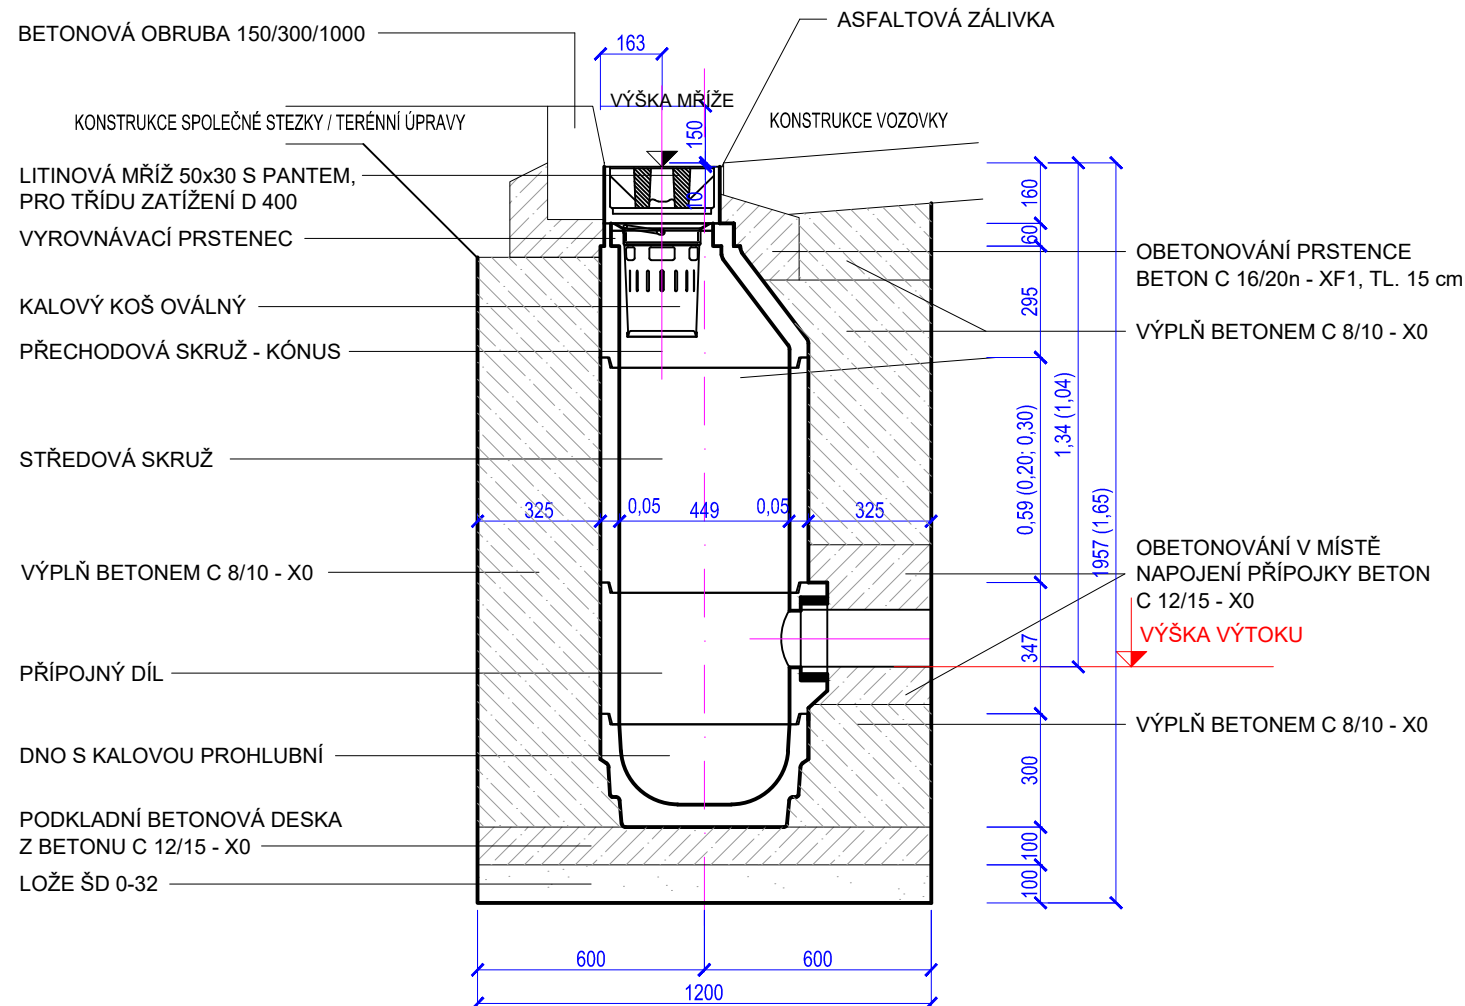 BETONOVÁ OBRUBA 150/300/1000
163
ASFALTOVÁ ZÁLIVKA
VÝŠKA MŘÍŽE
KONSTRUKCE SPOLEČNÉ STEZKY / TERÉNNÍ ÚPRAVY
150
KONSTRUKCE VOZOVKY
LITINOVÁ MŘÍŽ 50x30 S PANTEM,
PRO TŘÍDU ZATÍŽENÍ D 400
10
160
VYROVNÁVACÍ PRSTENEC
60
OBETONOVÁNÍ PRSTENCE
BETON C 16/20n - XF1, TL. 15 cm
KALOVÝ KOŠ OVÁLNÝ
295
VÝPLŇ BETONEM C 8/10 - X0
PŘECHODOVÁ SKRUŽ - KÓNUS
1,34 (1,04)
STŘEDOVÁ SKRUŽ
0,59 (0,20; 0,30)
325
0,05
449
0,05
325
1957 (1,65)
VÝPLŇ BETONEM C 8/10 - X0
OBETONOVÁNÍ V MÍSTĚ
NAPOJENÍ PŘÍPOJKY BETON
C 12/15 - X0
VÝŠKA VÝTOKU
347
PŘÍPOJNÝ DÍL
VÝPLŇ BETONEM C 8/10 - X0
DNO S KALOVOU PROHLUBNÍ
300
PODKLADNÍ BETONOVÁ DESKA
Z BETONU C 12/15 - X0
100
LOŽE ŠD 0-32
100
600
600
1200